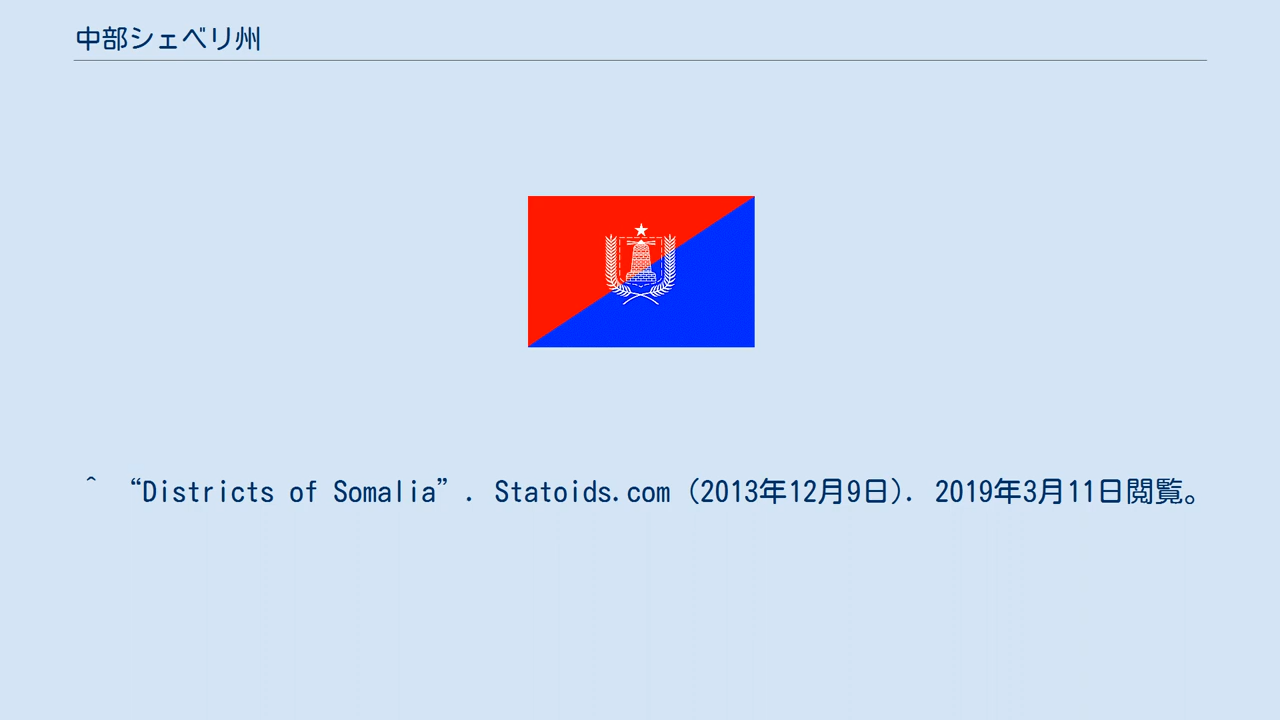 中部シェベリ州
^ “Districts of Somalia”. Statoids.com (2013年12月9日). 2019年3月11日閲覧。